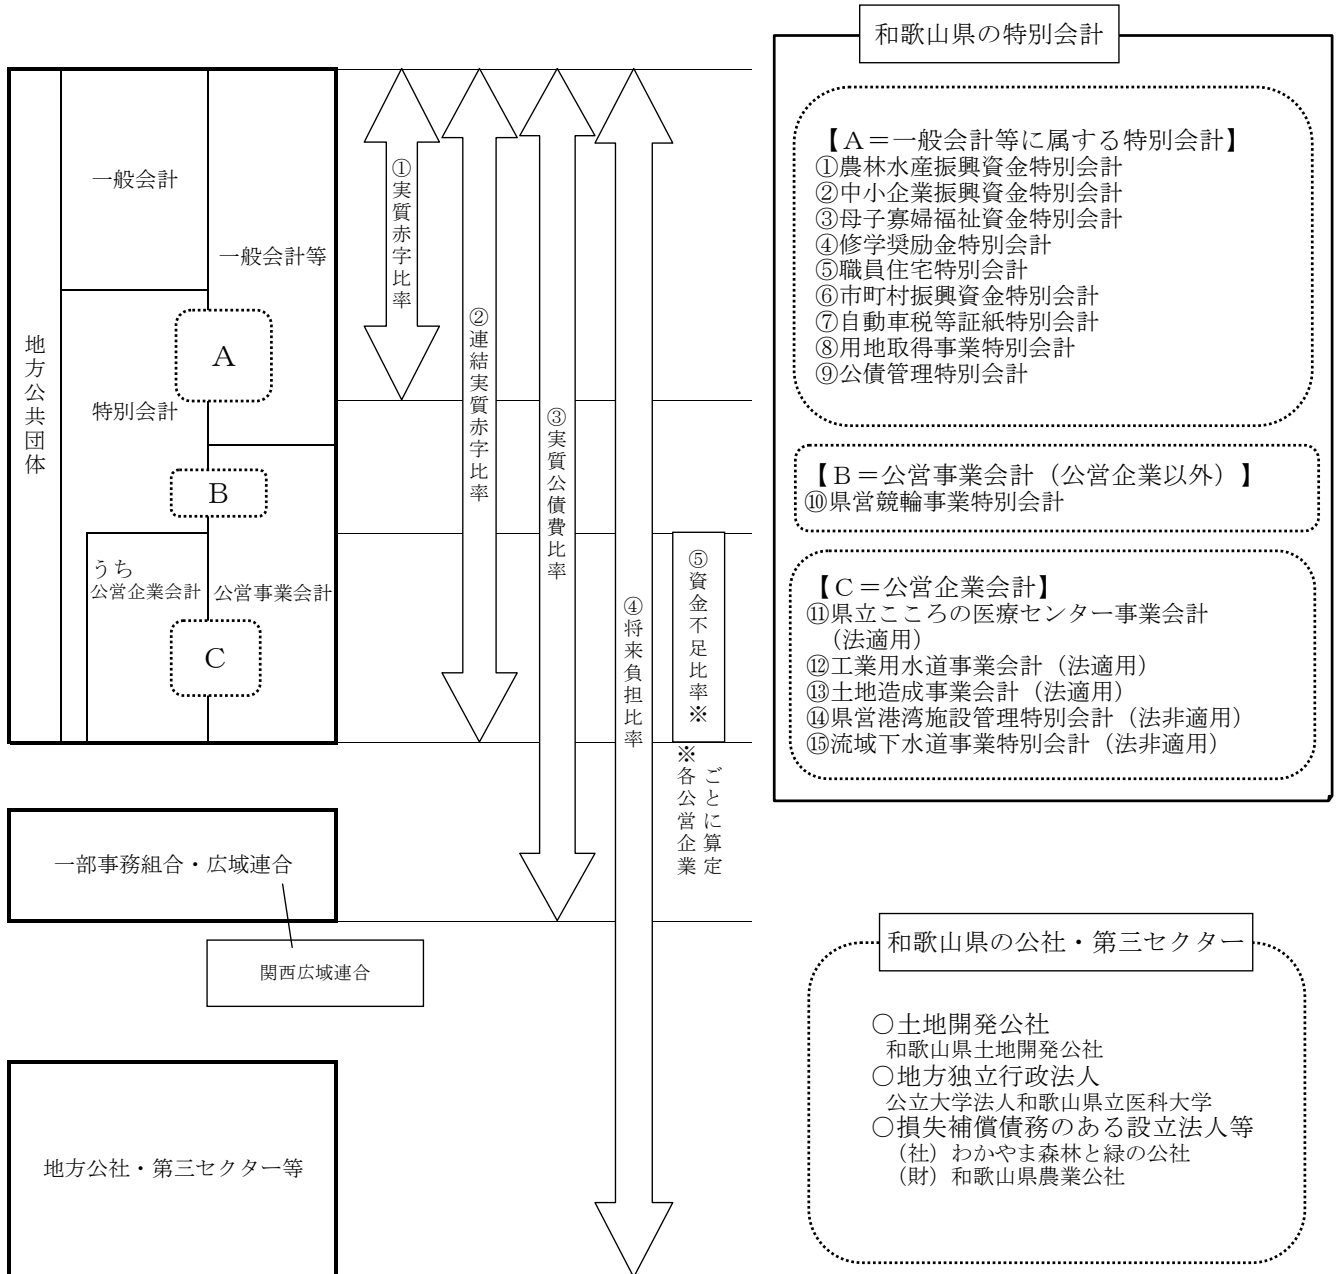 地方公共団体
一般会計
一般会計等
特別会計
A
B
うち
公営企業会計
公営事業会計
C
①実質赤字比率
②連結実質赤字比率
③実質公債費比率
④将来負担比率
⑤資金不足比率※
※各公営企業
ごとに算定
一部事務組合・広域連合
関西広域連合
地方公社・第三セクター等
和歌山県の特別会計
【A＝一般会計等に属する特別会計】
①農林水産振興資金特別会計
②中小企業振興資金特別会計
③母子寡婦福祉資金特別会計
④修学奨励金特別会計
⑤職員住宅特別会計
⑥市町村振興資金特別会計
⑦自動車税等証紙特別会計
⑧用地取得事業特別会計
⑨公債管理特別会計
【B＝公営事業会計（公営企業以外）】
⑩県営競輪事業特別会計
【C＝公営企業会計】
⑪県立こころの医療センター事業会計
（法適用）
⑫工業用水道事業会計（法適用）
⑬土地造成事業会計（法適用）
⑭県営港湾施設管理特別会計（法非適用）
⑮流域下水道事業特別会計（法非適用）
和歌山県の公社・第三セクター
○土地開発公社
和歌山県土地開発公社
○地方独立行政法人
公立大学法人和歌山県立医科大学
○損失補償債務のある設立法人等
（社）わかやま森林と緑の公社
（財）和歌山県農業公社